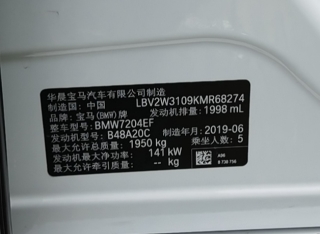 华晨宝马汽车有限公司制造
制造国: 中国 LBV2W3109KMR68274
品牌: 宝马(BMW)牌 发动机排量: 1998 mL
整车型号: BMW7204EF
发动机型号: B48A20C 制造年月: 2019-06
最大允许总质量: 1950 kg 乘坐人数: 5
发动机最大净功率: 141 kW
最大允许牵引质量: -- kg